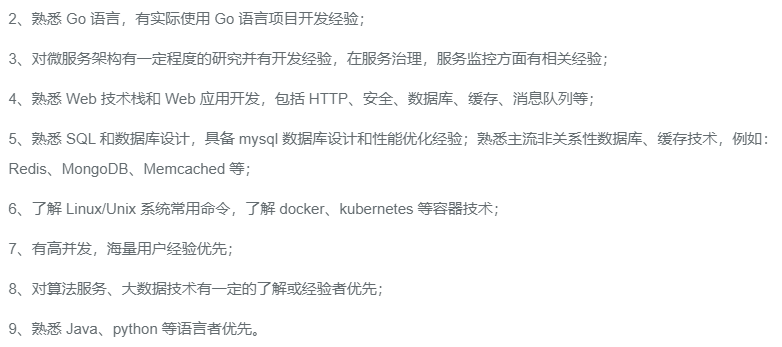 2、熟悉 Go 语言，有实际使用 Go 语言项目开发经验；
3、对微服务架构有一定程度的研究并有开发经验，在服务治理，服务监控方面有相关经验；
4、熟悉 Web 技术栈和 Web 应用开发，包括 HTTP、安全、数据库、缓存、消息队列等；
5、熟悉 SQL 和数据库设计，具备 mysql 数据库设计和性能优化经验；熟悉主流非关系性数据库、缓存技术，例如：
Redis、MongoDB、Memcached 等；
6、了解 Linux/Unix 系统常用命令，了解 docker、kubernetes 等容器技术；
7、有高并发，海量用户经验优先；
8、对算法服务、大数据技术有一定的了解或经验者优先；
9、熟悉 Java、python 等语言者优先。